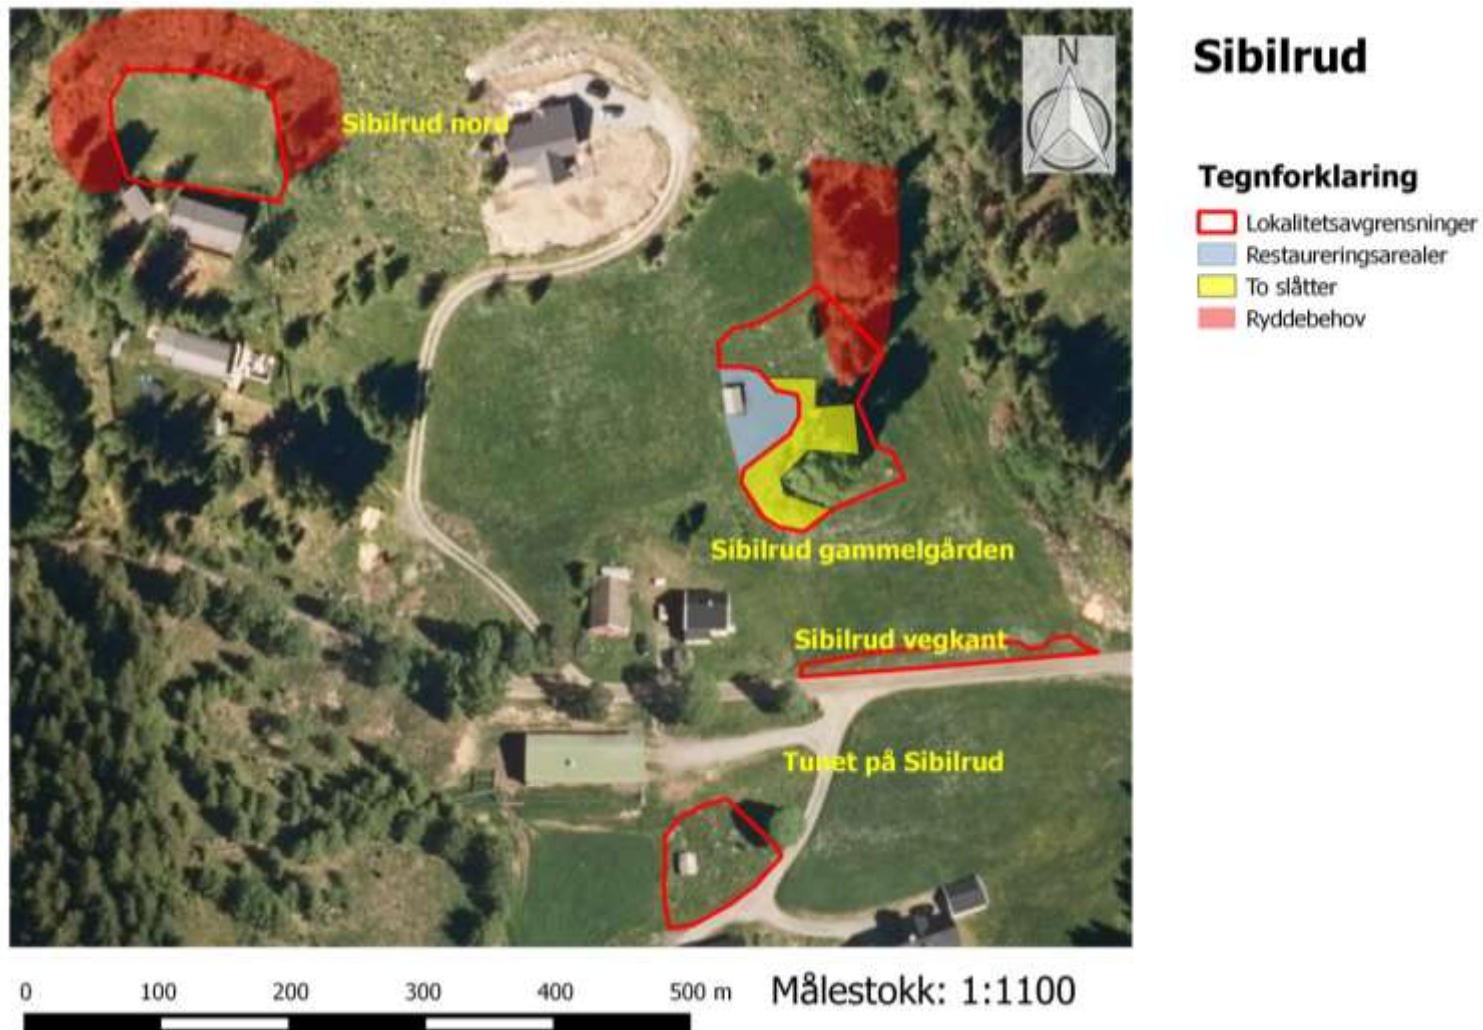 Sibilrud
N
Tegnforklaring
Lokalitetsavgrensninger
Restaureringsarealer
To slåtter
Ryddebehov
Sibilrud nord
Sibilrud gammelgården
Sibilrud vegkant
Tunet på Sibilrud
0 100 200 300 400 500 m
Målestokk: 1:1100